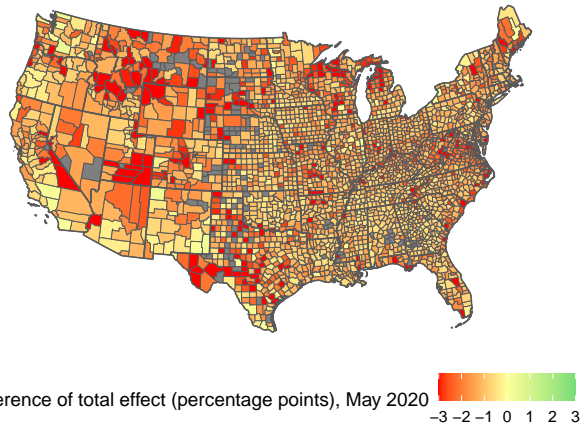 erence of total effect (percentage points), May 2020
−3 −2 −1 0 1 2 3